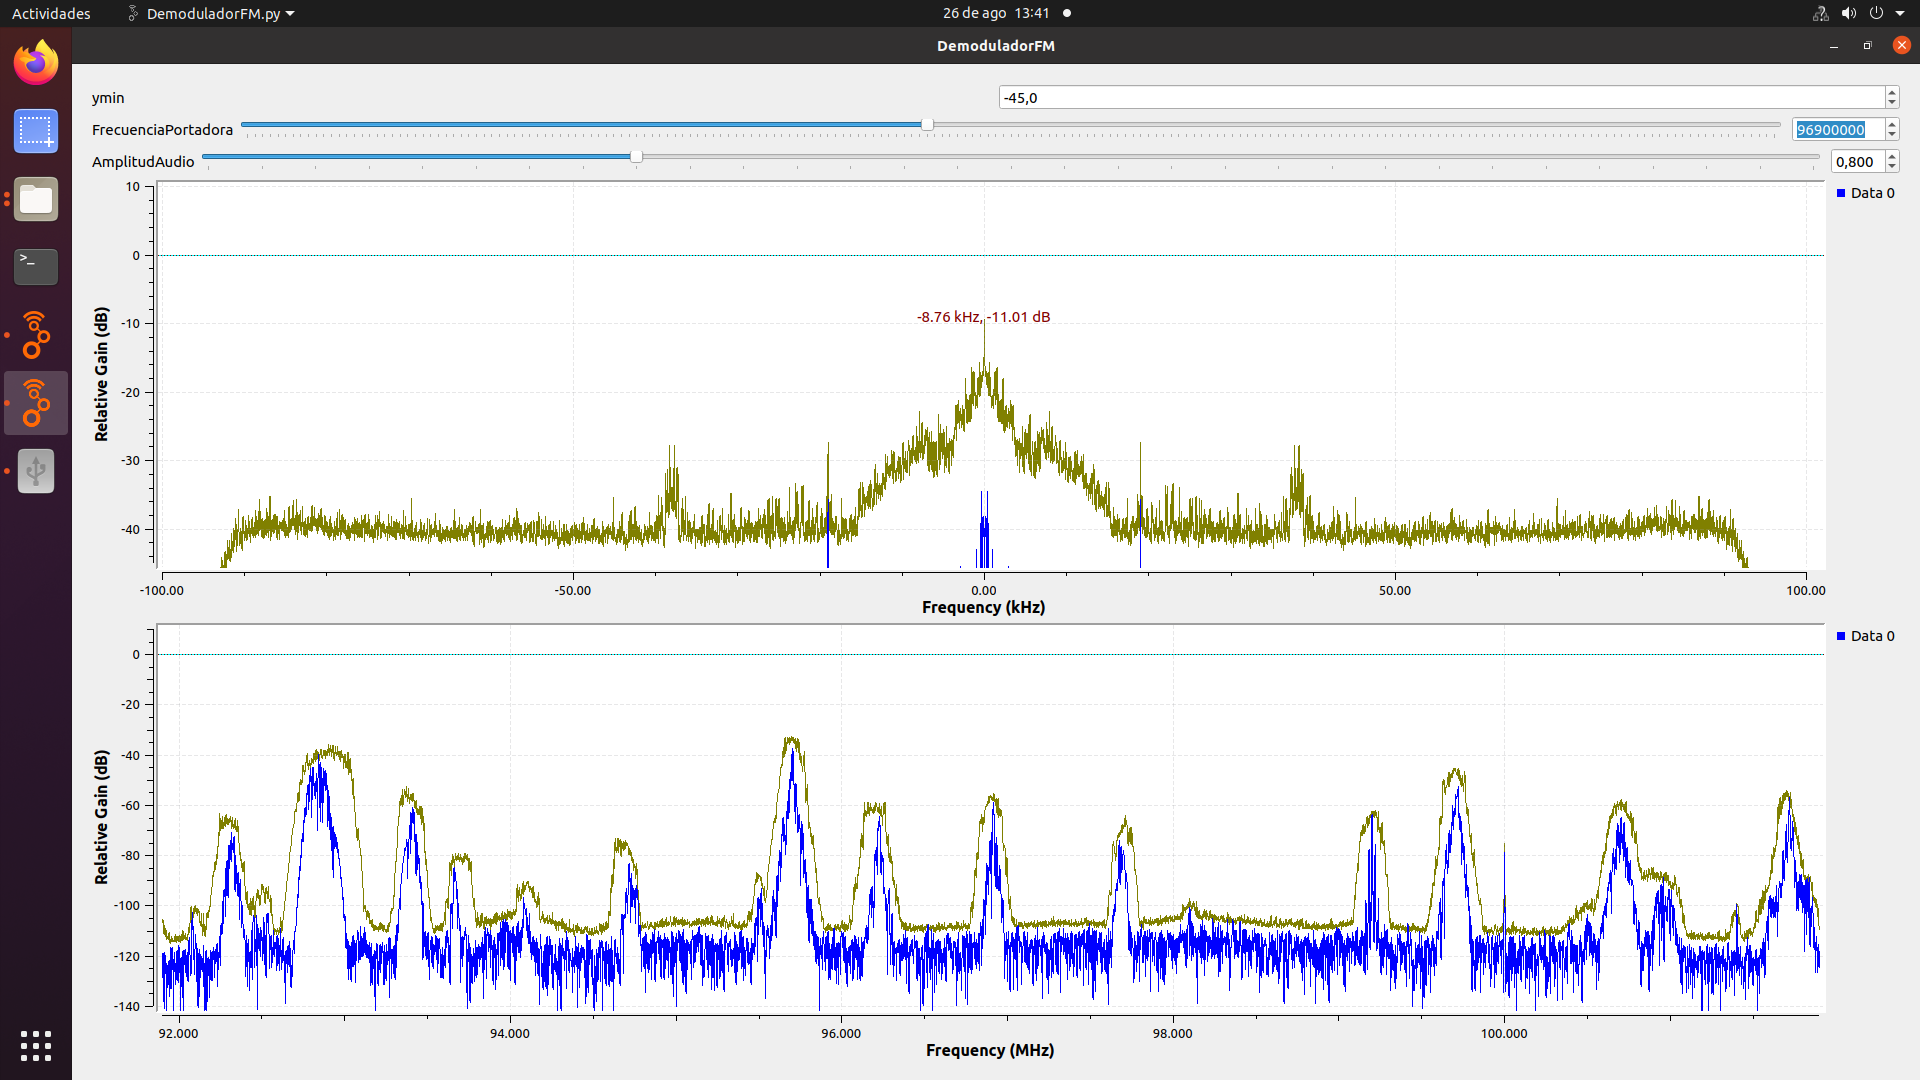 Actividades DemoduladorFM.py 26 de ago 13:41
DemoduladorFM
ymin -45,0
FrecuenciaPortadora 96900000
AmplitudAudio 0,800
Data 0
Relative Gain (dB)
10
0
-10
-20
-30
-40
-8.76 kHz, -11.01 dB
-100.00 -50.00 0.00 50.00 100.00
Frequency (kHz)
Data 0
Relative Gain (dB)
0
-20
-40
-60
-80
-100
-120
-140
92.000 94.000 96.000 98.000 100.000
Frequency (MHz)
>_